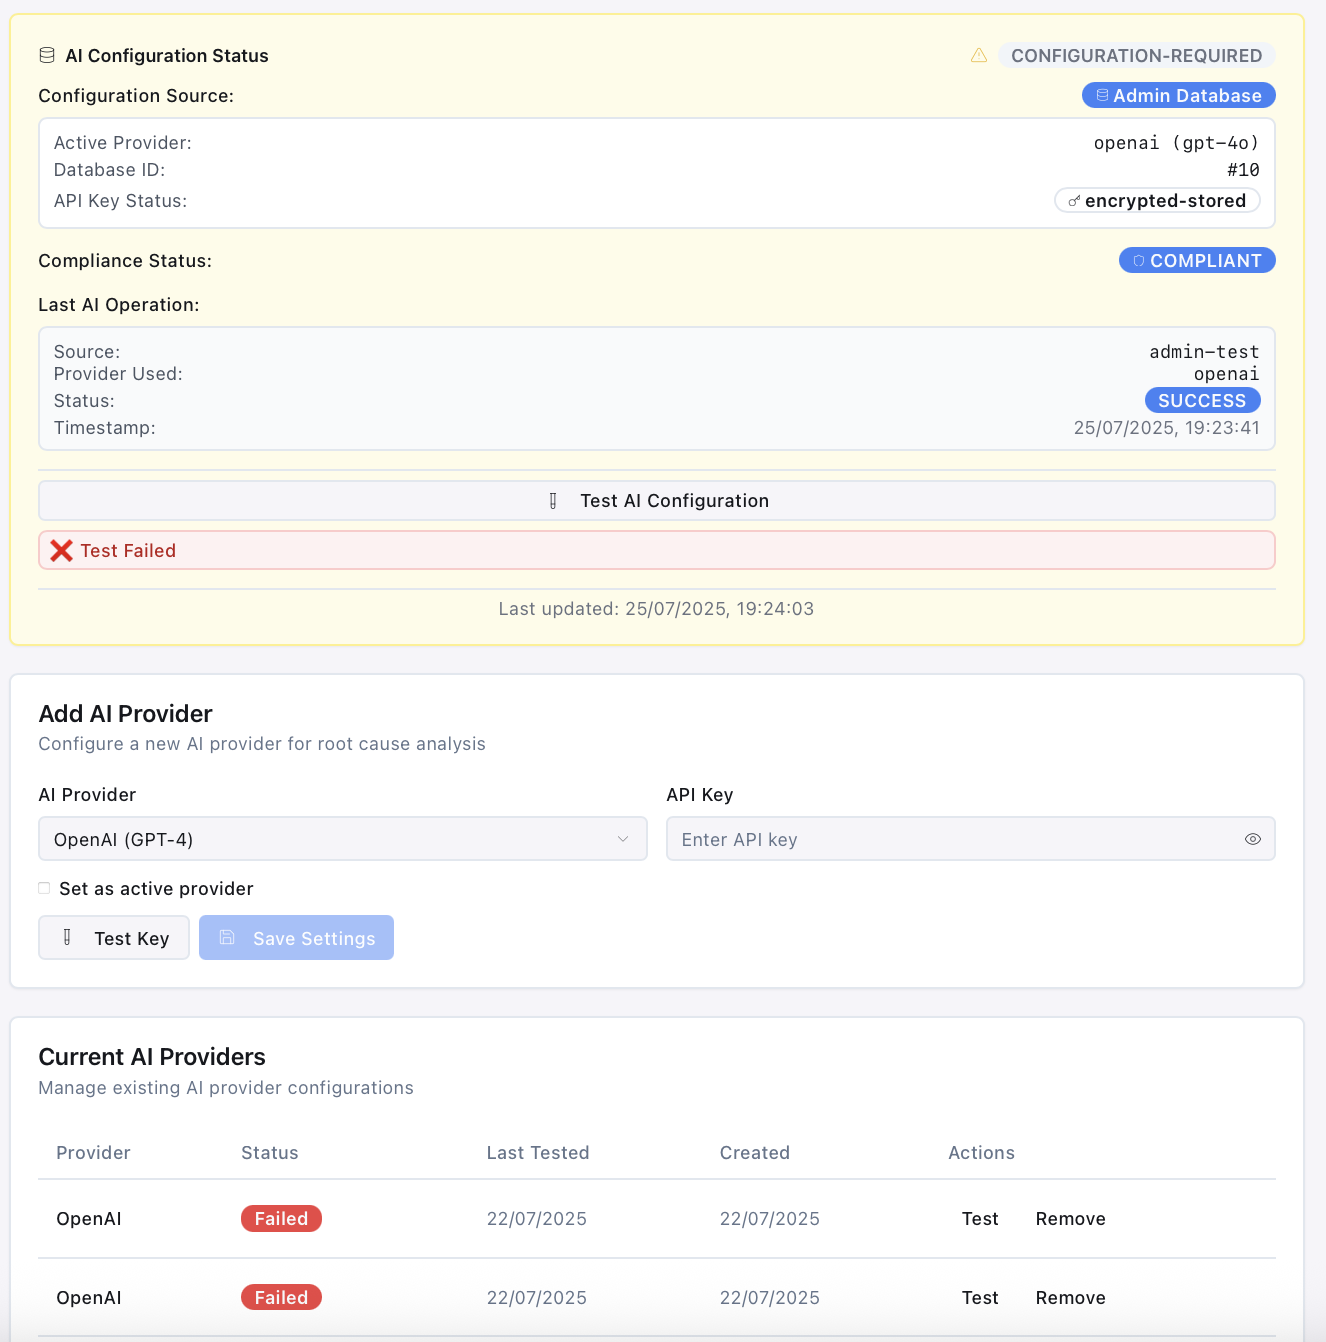 AI Configuration Status CONFIGURATION-REQUIRED
Configuration Source: Admin Database
Active Provider: openai (gpt-4o)
Database ID: #10
API Key Status: encrypted-stored
Compliance Status: COMPLIANT
Last AI Operation:
Source: admin-test
Provider Used: openai
Status: SUCCESS
Timestamp: 25/07/2025, 19:23:41
Test AI Configuration
Test Failed
Last updated: 25/07/2025, 19:24:03
Add AI Provider
Configure a new AI provider for root cause analysis
AI Provider API Key
OpenAI (GPT-4) Enter API key
Set as active provider
Test Key Save Settings
Current AI Providers
Manage existing AI provider configurations
Provider Status Last Tested Created Actions
OpenAI Failed 22/07/2025 22/07/2025 Test Remove
OpenAI Failed 22/07/2025 22/07/2025 Test Remove